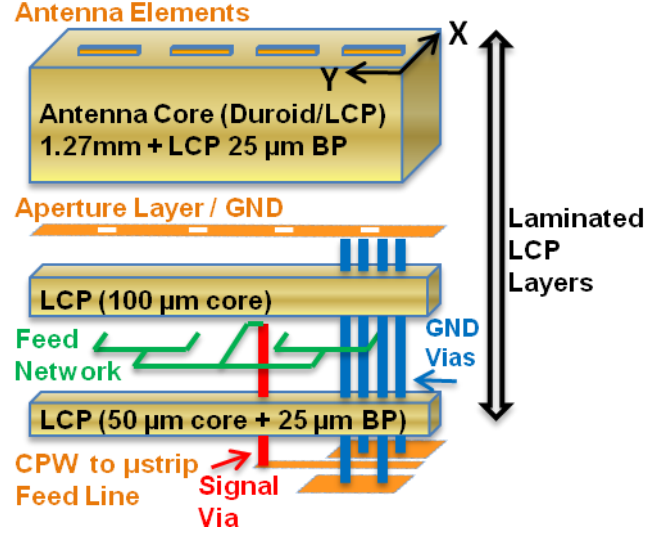 Antenna Elements
X
Y
Antenna Core (Duroid/LCP)
1.27mm + LCP 25 µm BP
Aperture Layer / GND
Laminated
LCP
Layers
LCP (100 µm core)
Feed
Network
GND
Vias
LCP (50 µm core + 25 µm BP)
CPW to µstrip
Feed Line
Signal
Via